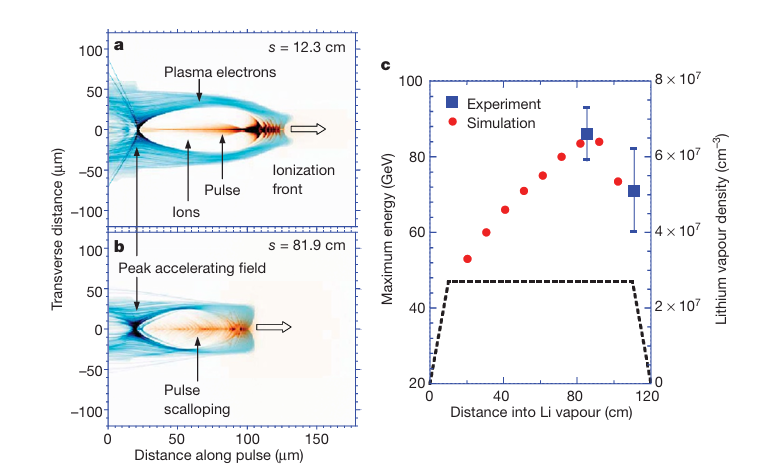 a
s = 12.3 cm
Plasma electrons
Ionization
front
Pulse
Ions
100
50
0
−50
−100
b
s = 81.9 cm
Peak accelerating field
Pulse
scalloping
100
50
0
−50
−100
Transverse distance (μm)
0
50
100
150
Distance along pulse (μm)
c
Experiment
Simulation
100
80
60
40
20
Maximum energy (GeV)
8 × 10⁷
6 × 10⁷
4 × 10⁷
2 × 10⁷
0
Lithium vapour density (cm⁻³)
0
40
80
120
Distance into Li vapour (cm)